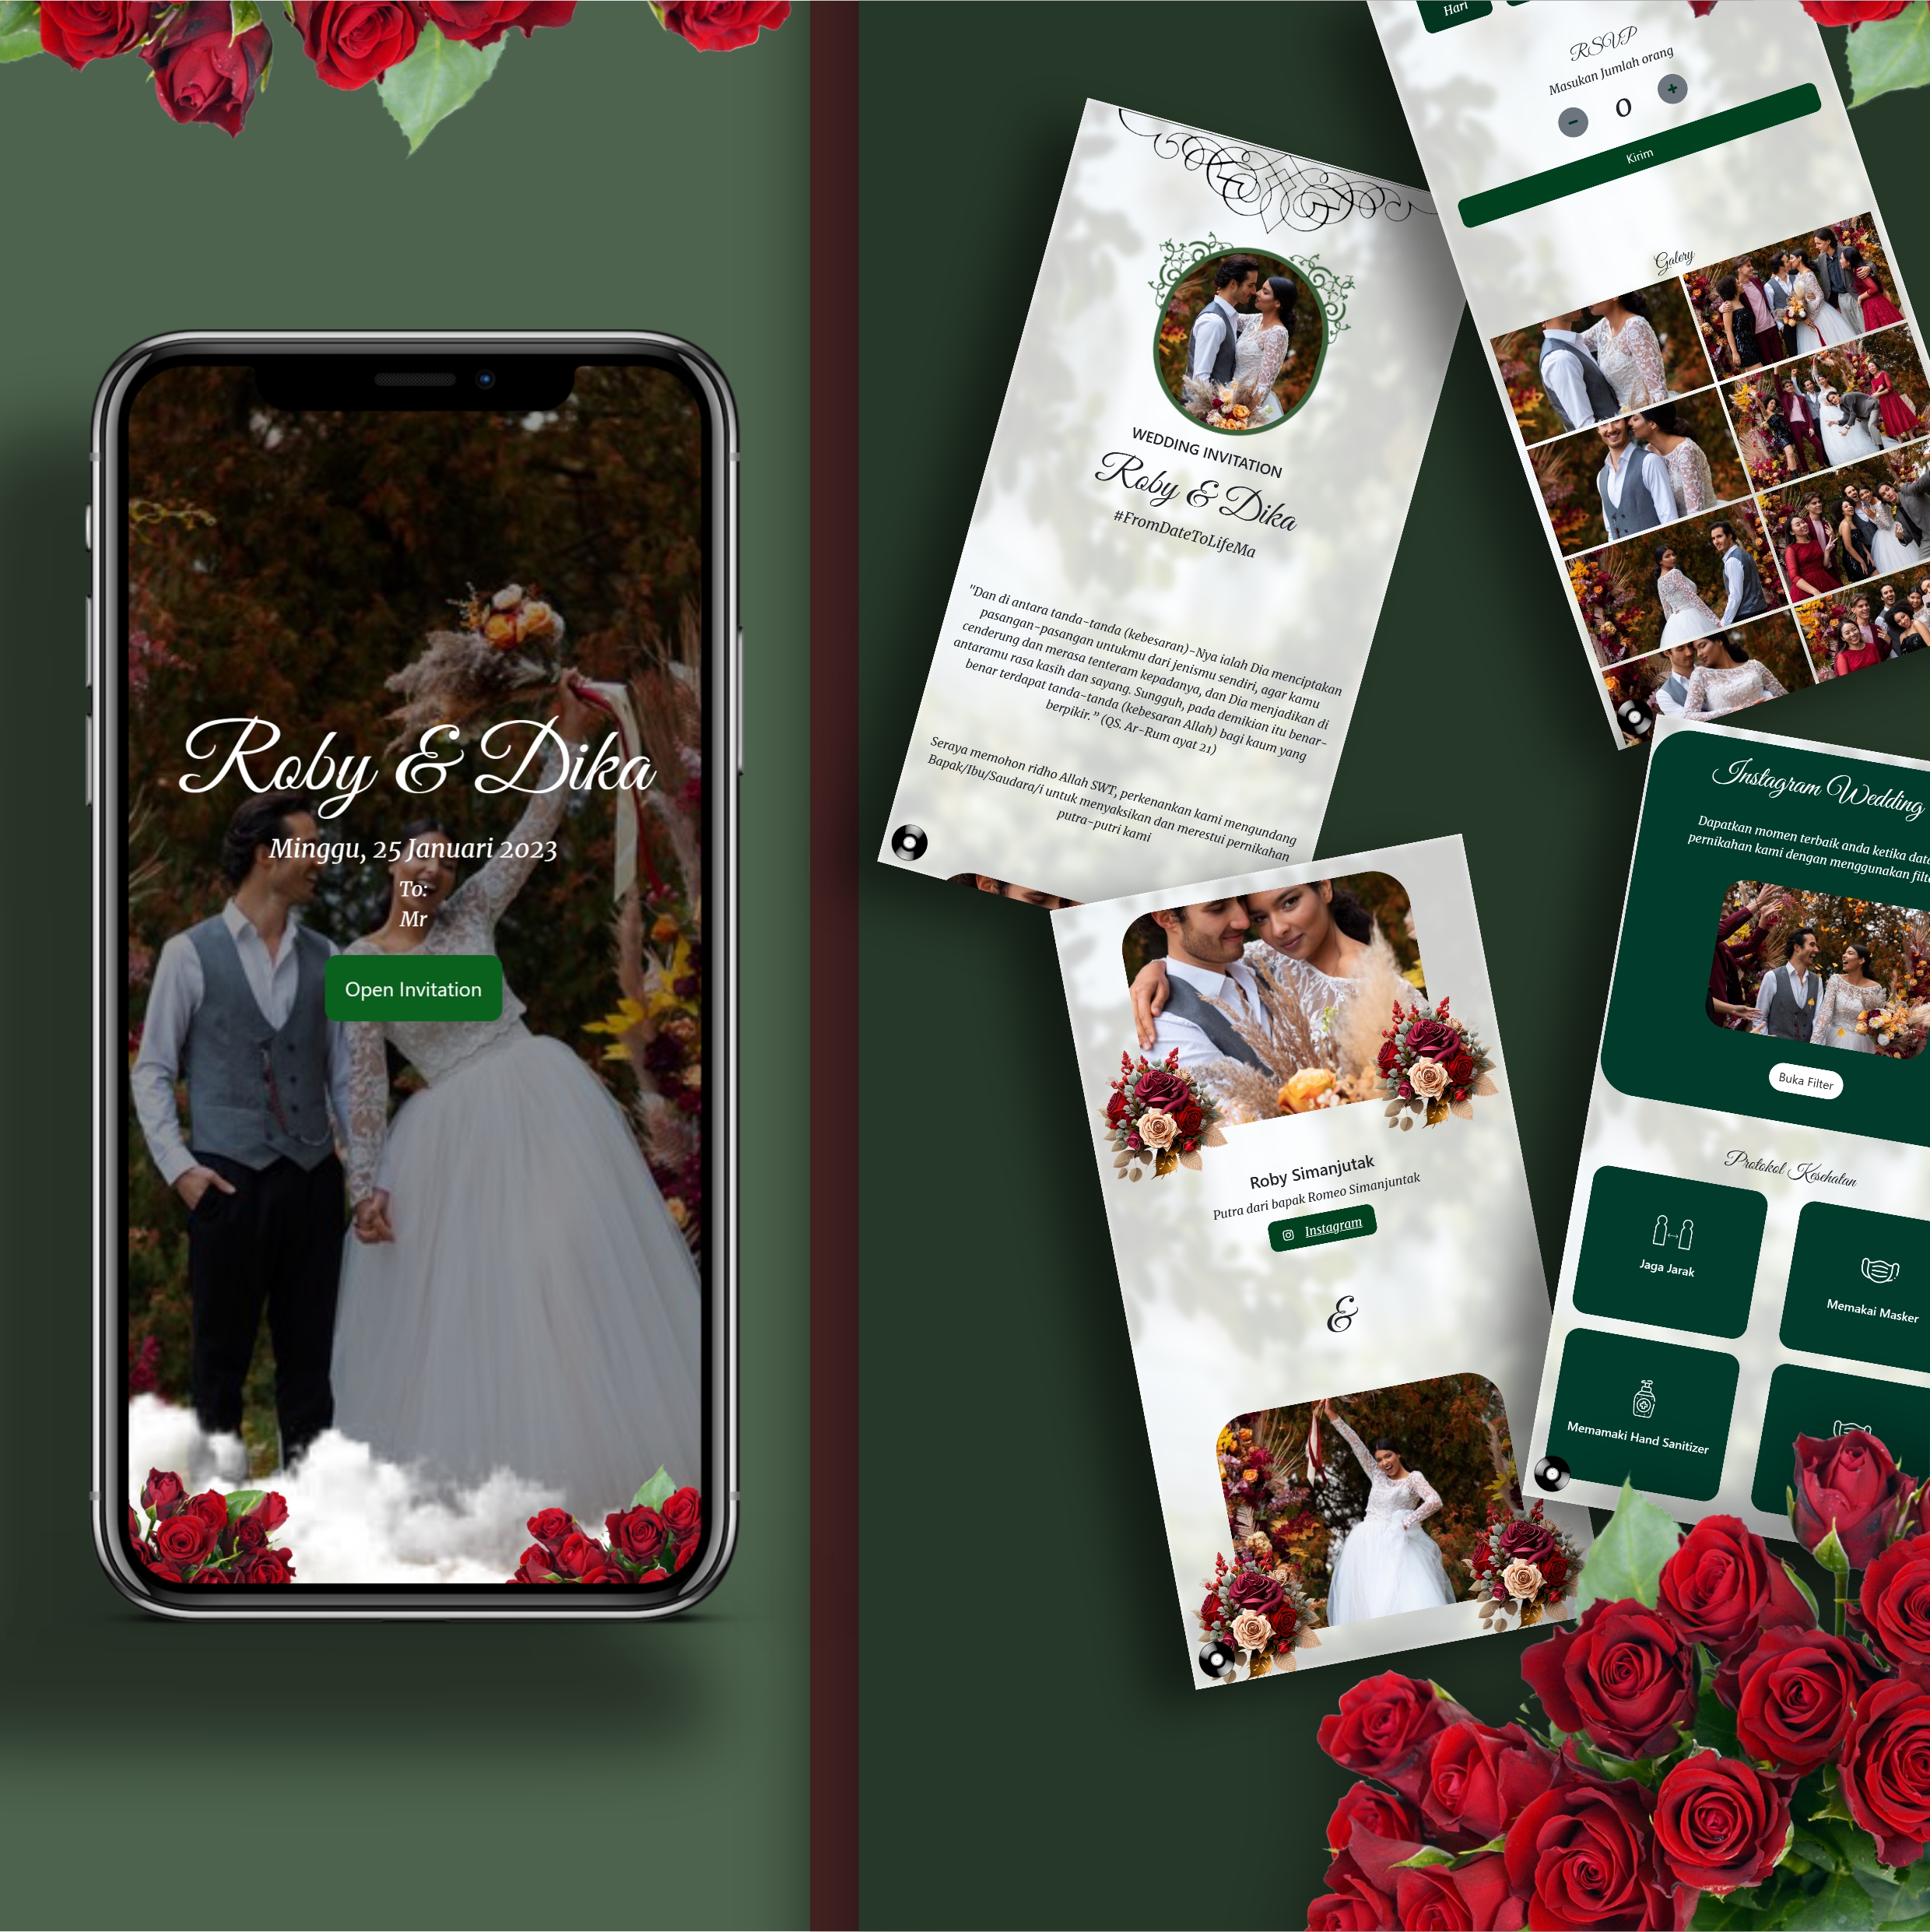 Roby & Dika
Minggu, 25 Januari 2023
To:
Mr
Open Invitation
WEDDING INVITATION
Roby & Dika
#FromDateToLifeMa
"Dan di antara tanda-tanda (kebesaran)-Nya ialah Dia menciptakan
pasangan-pasangan untukmu dari jenismu sendiri, agar kamu
cenderung dan merasa tenteram kepadanya, dan Dia menjadikan di
antaramu rasa kasih dan sayang. Sungguh, pada demikian itu benar-
benar terdapat tanda-tanda (kebesaran Allah) bagi kaum yang
berpikir." (QS. Ar-Rum ayat 21)
Seraya memohon ridho Allah SWT, perkenankan kami mengundang
Bapak/Ibu/Saudara/i untuk menyaksikan dan merestui pernikahan
putra-putri kami
Hari
RSVP
Masukan Jumlah orang
- 0 +
Kirim
Galery
Roby Simanjutak
Putra dari bapak Romeo Simanjuntak
Instagram
&
Instagram Wedding
Dapatkan momen terbaik anda ketika
pernikahan kami dengan menggunakan
Buka Filter
Protokol Kesehatan
Jaga Jarak
Memakai Masker
Memamaki Hand Sanitizer